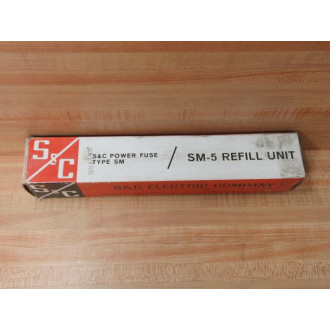 S&C
S&C POWER FUSE
TYPE SM
/ SM-5 REFILL UNIT
S&C
S&C ELECTRIC COMPANY